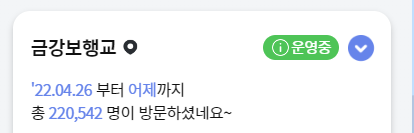 금강보행교
운영중
'22.04.26 부터 어제까지
총 220,542 명이 방문하셨네요~